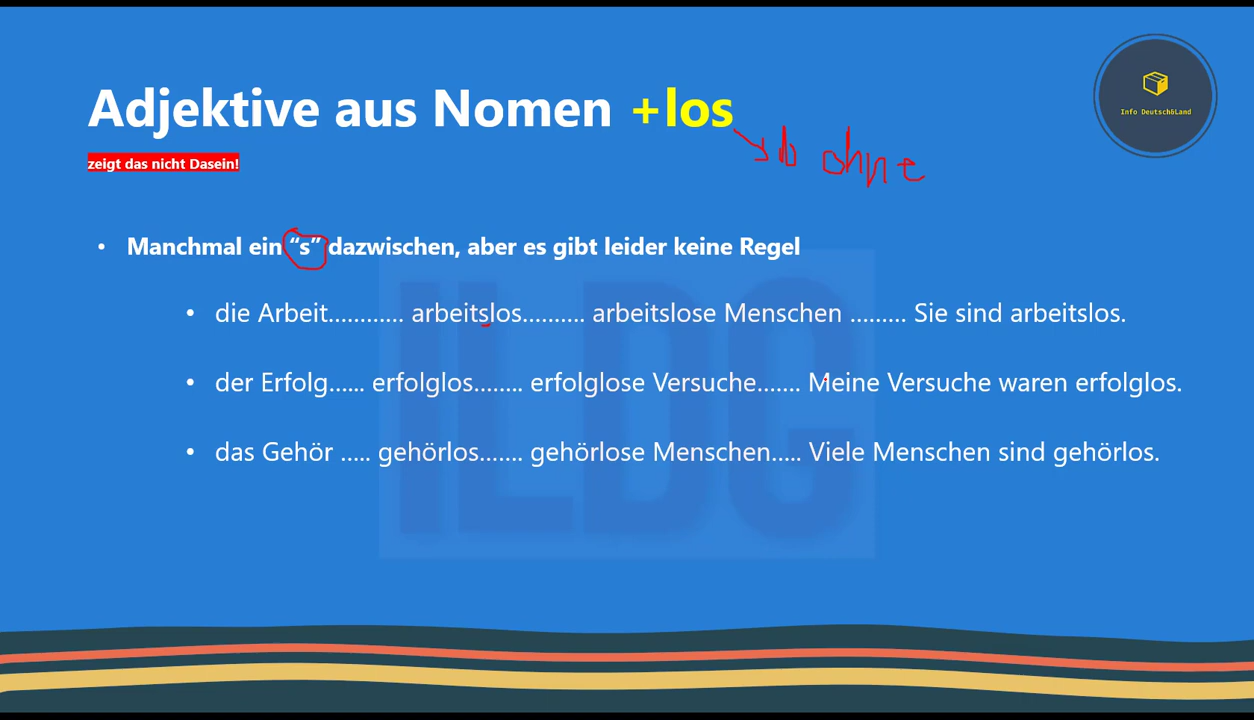 Adjektive aus Nomen +los
Info Deutsch&Land
zeigt das nicht Dasein!
ohne
Manchmal ein “s” dazwischen, aber es gibt leider keine Regel
die Arbeit………… arbeitslos………. arbeitslose Menschen ……… Sie sind arbeitslos.
der Erfolg…... erfolglos…….. erfolglose Versuche……. Meine Versuche waren erfolglos.
das Gehör ….. gehörlos……. gehörlose Menschen….. Viele Menschen sind gehörlos.
ILDG